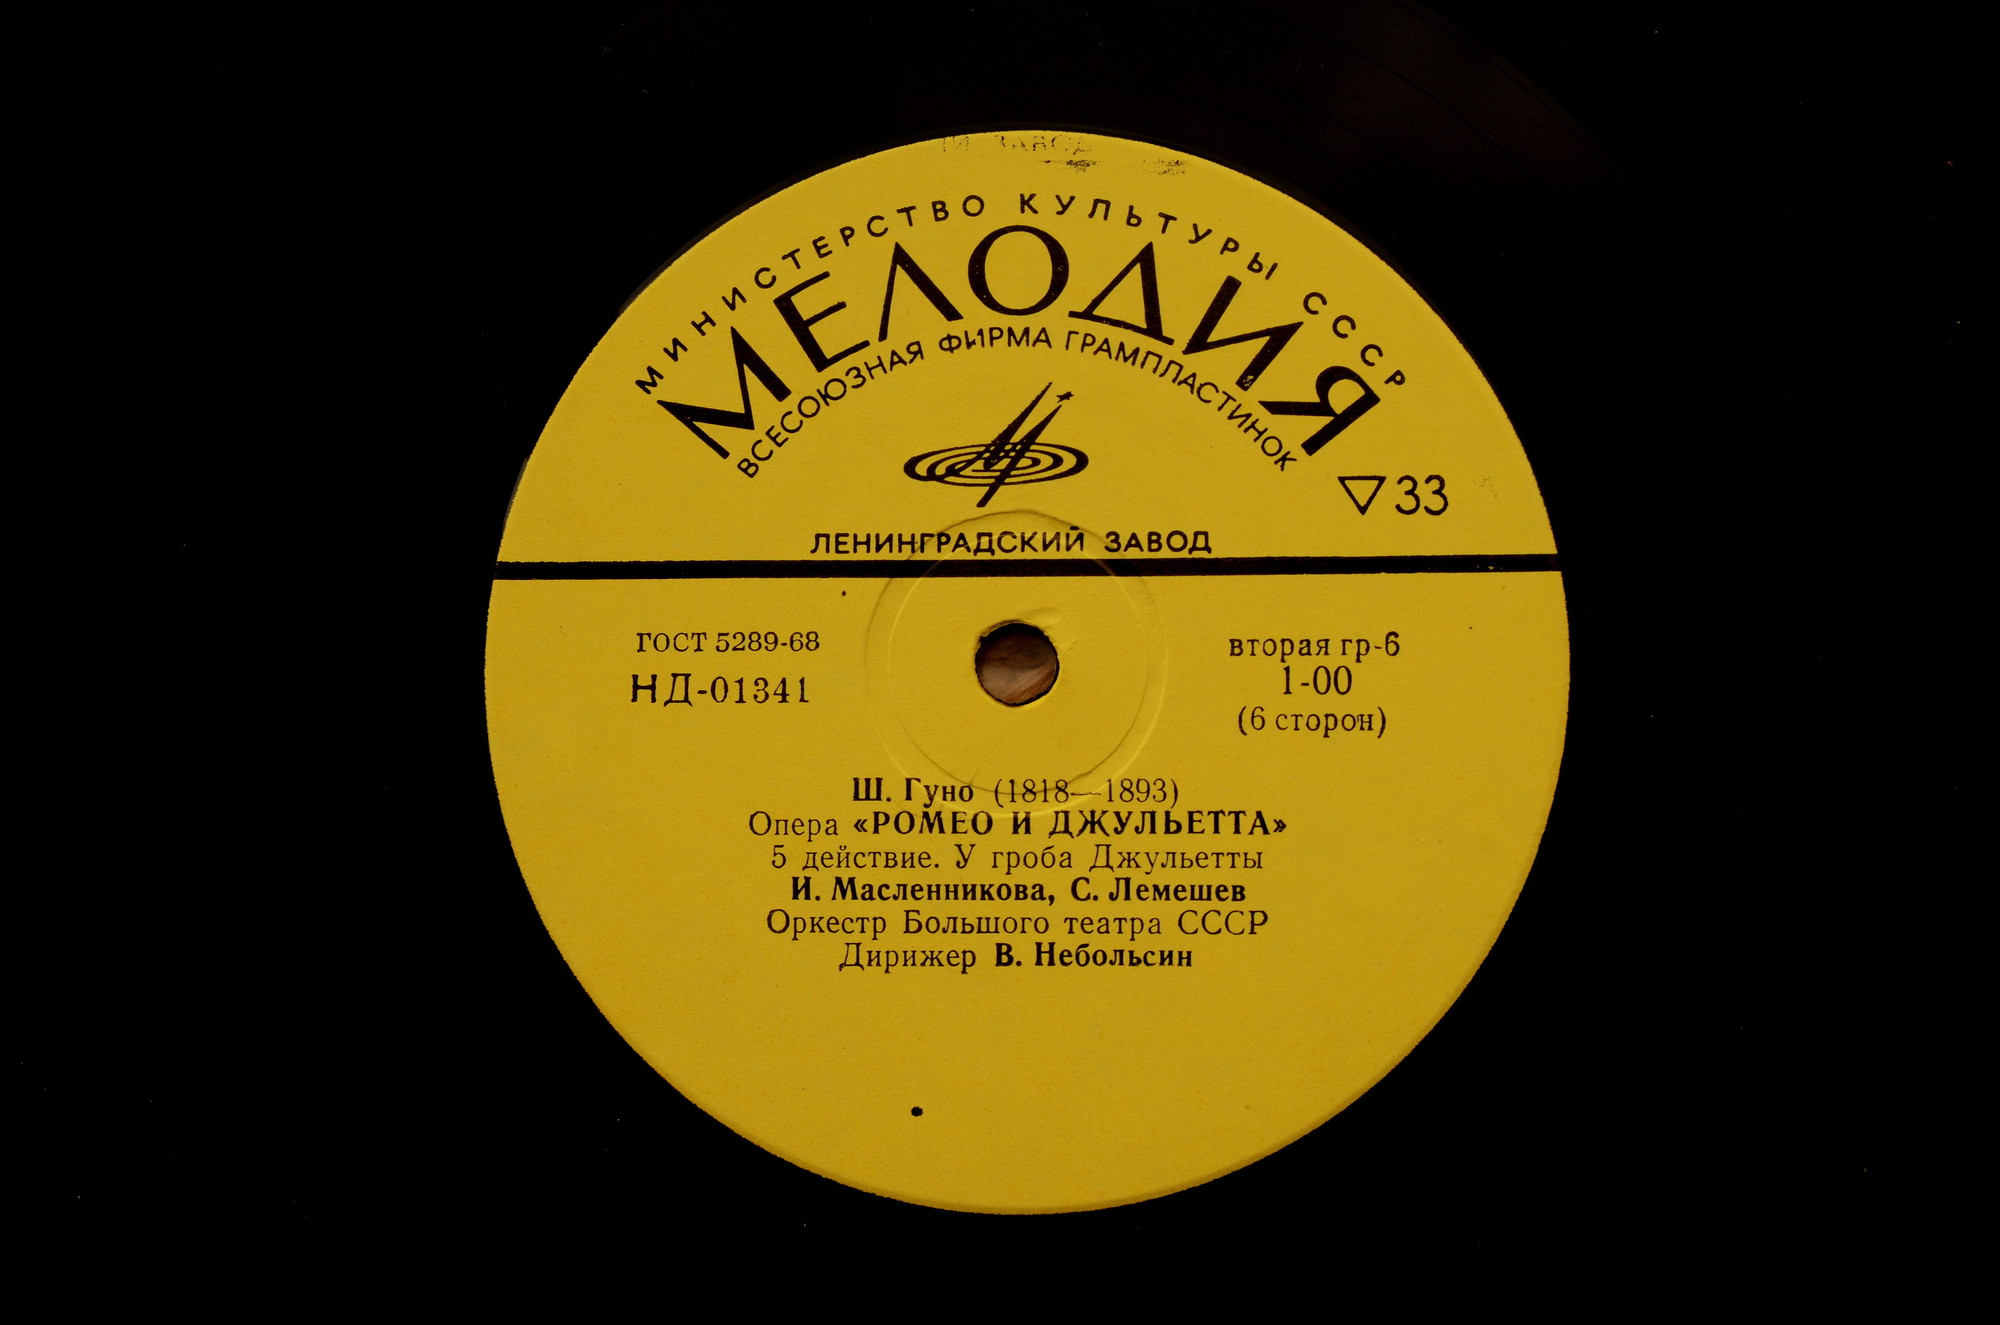 МИНИСТЕРСТВО КУЛЬТУРЫ СССР
МЕЛОДИЯ
ВСЕСОЮЗНАЯ ФИРМА ГРАМПЛАСТИНОК
▽33
ЛЕНИНГРАДСКИЙ ЗАВОД
ГОСТ 5289-68
НД-01341
вторая гр-6
1-00
(6 сторон)
Ш. Гуно (1818—1893)
Опера «РОМЕО И ДЖУЛЬЕТТА»
5 действие. У гроба Джульетты
И. Масленникова, С. Лемешев
Оркестр Большого театра СССР
Дирижер В. Небольсин